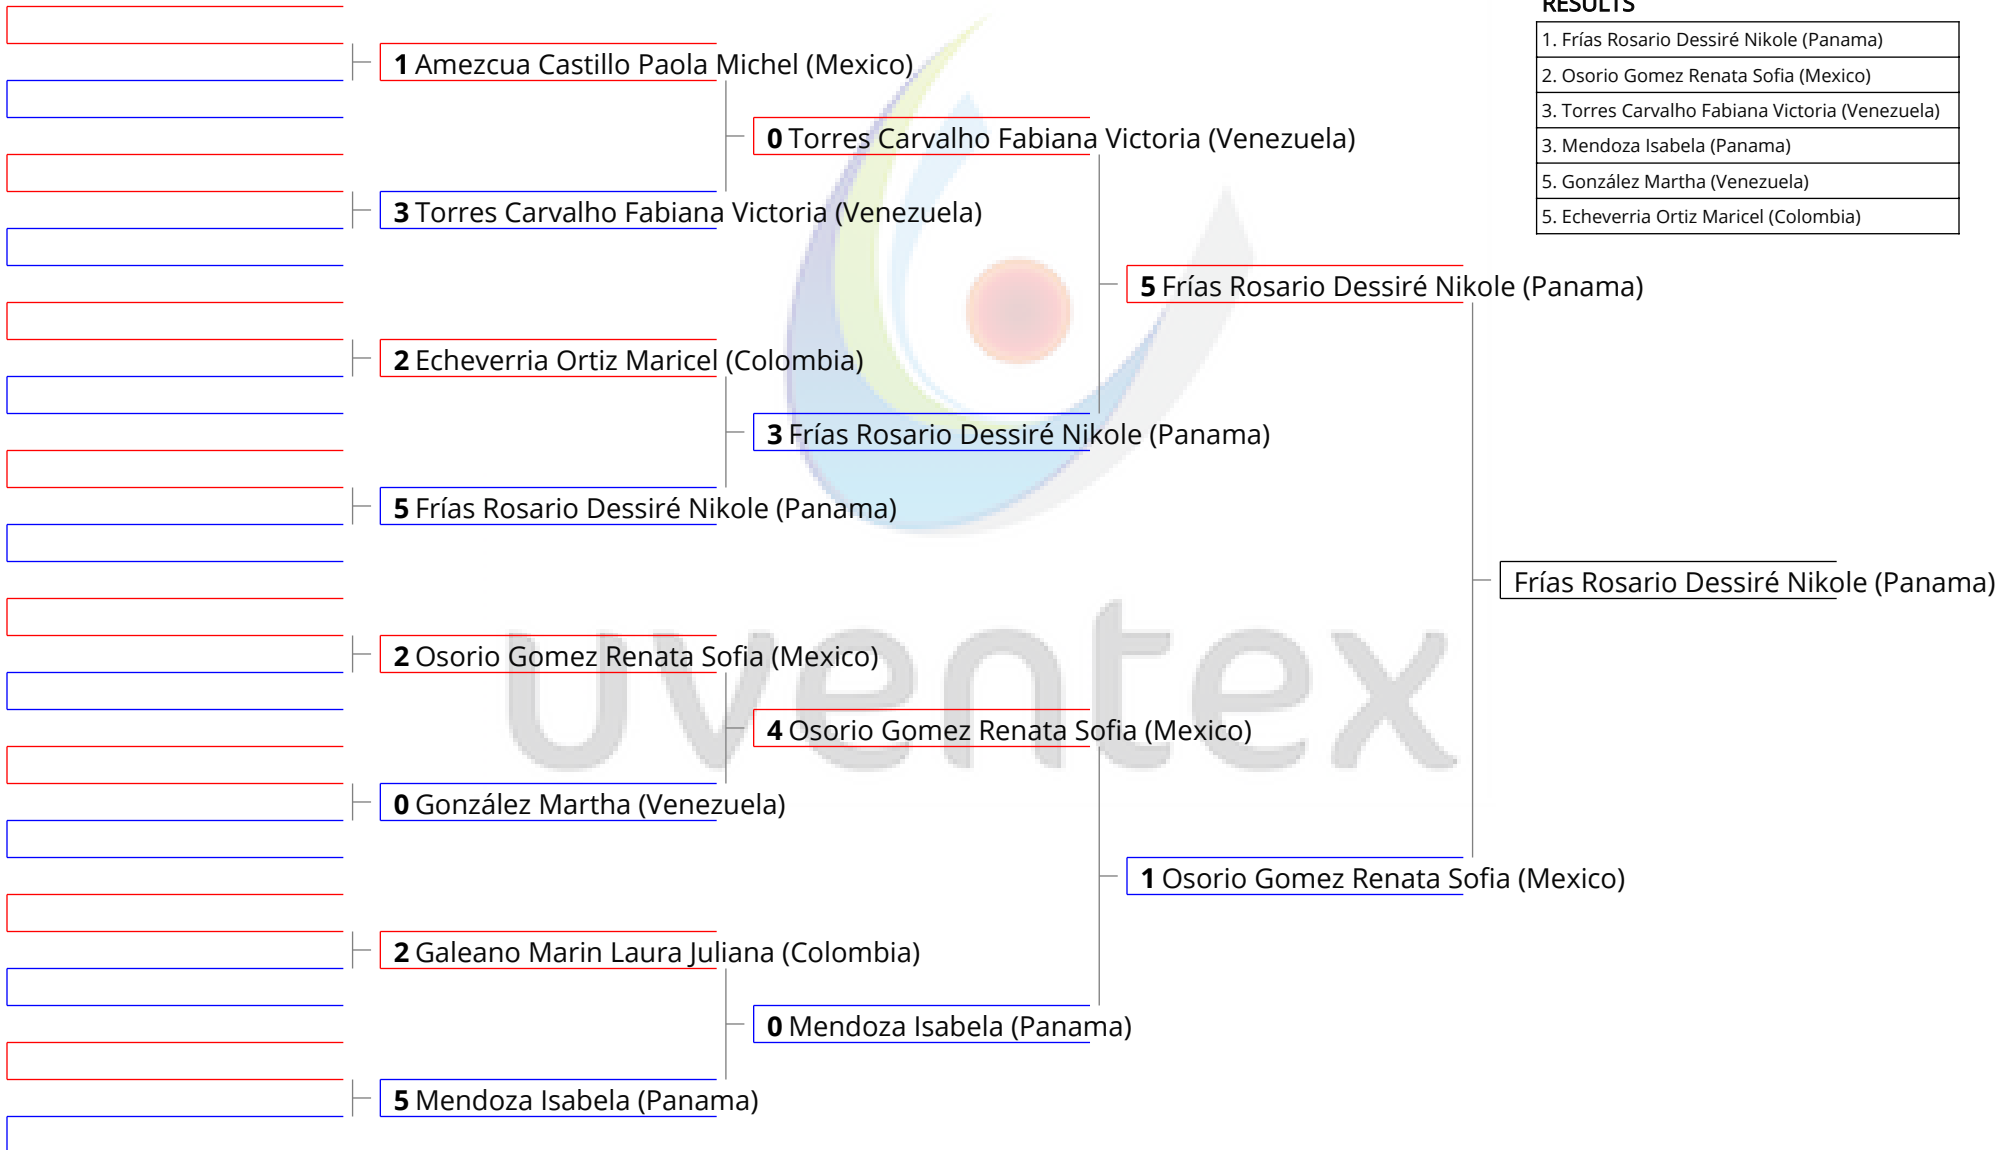 RESULTS
1. Frías Rosario Dessiré Nikole (Panama)
2. Osorio Gomez Renata Sofia (Mexico)
3. Torres Carvalho Fabiana Victoria (Venezuela)
3. Mendoza Isabela (Panama)
5. González Martha (Venezuela)
5. Echeverria Ortiz Maricel (Colombia)
1 Amezcua Castillo Paola Michel (Mexico)
0 Torres Carvalho Fabiana Victoria (Venezuela)
3 Torres Carvalho Fabiana Victoria (Venezuela)
5 Frías Rosario Dessiré Nikole (Panama)
2 Echeverria Ortiz Maricel (Colombia)
3 Frías Rosario Dessiré Nikole (Panama)
5 Frías Rosario Dessiré Nikole (Panama)
Frías Rosario Dessiré Nikole (Panama)
2 Osorio Gomez Renata Sofia (Mexico)
4 Osorio Gomez Renata Sofia (Mexico)
0 González Martha (Venezuela)
1 Osorio Gomez Renata Sofia (Mexico)
2 Galeano Marin Laura Juliana (Colombia)
0 Mendoza Isabela (Panama)
5 Mendoza Isabela (Panama)
uventex